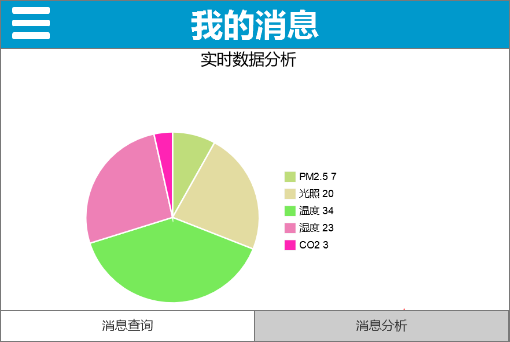 我的消息
实时数据分析
PM2.5 7
光照 20
温度 34
湿度 23
CO2 3
消息查询
消息分析